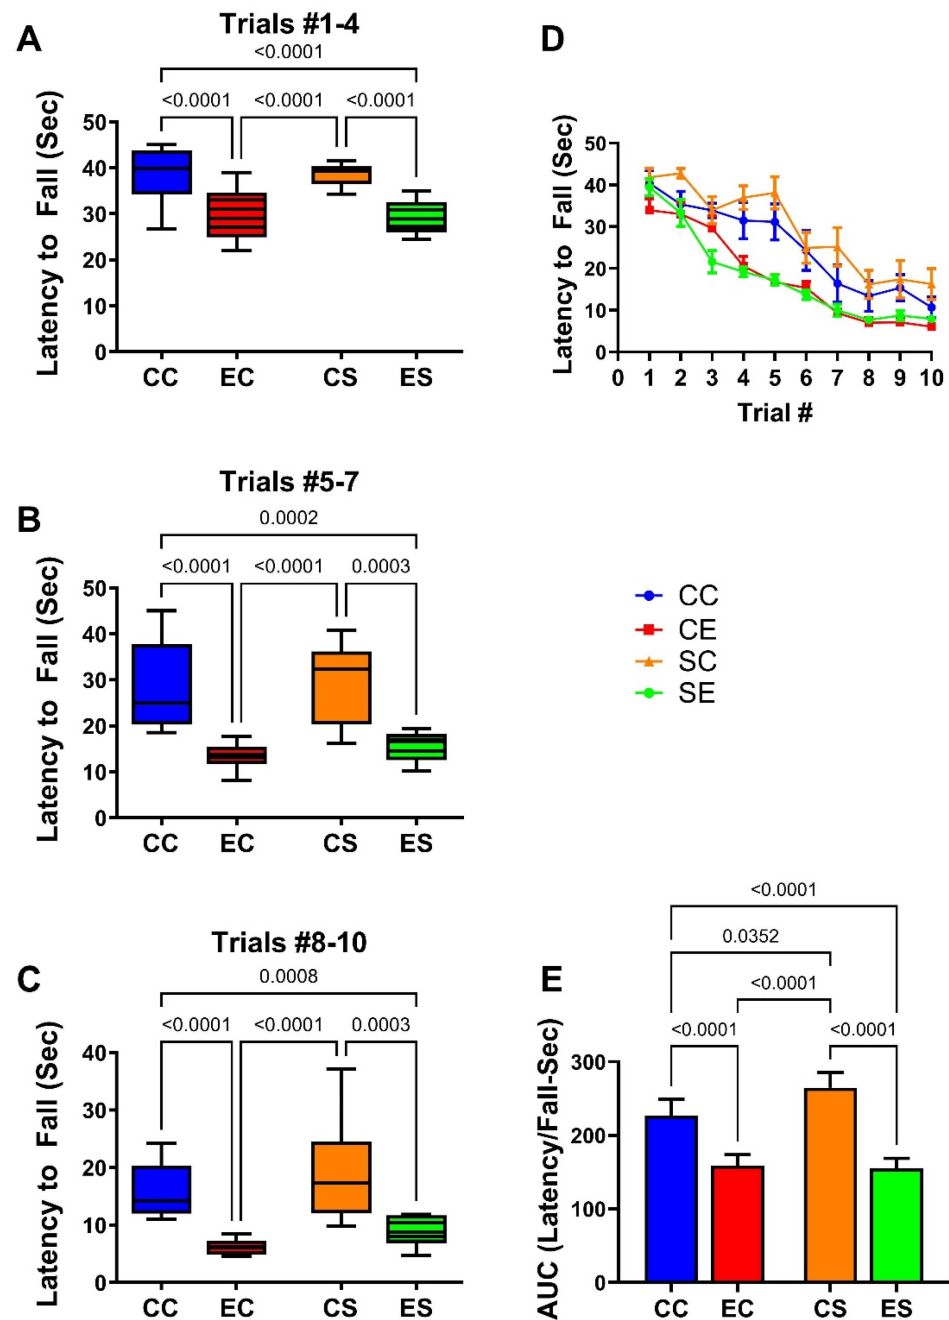 A
Trials #1-4
<0.0001
<0.0001 <0.0001 <0.0001
Latency to Fall (Sec)
50
40
30
20
10
0
CC EC CS ES
D
Latency to Fall (Sec)
50
40
30
20
10
0
0 1 2 3 4 5 6 7 8 9 10
Trial #
B
Trials #5-7
0.0002
<0.0001 <0.0001 0.0003
Latency to Fall (Sec)
50
40
30
20
10
0
CC EC CS ES
CC
CE
SC
SE
C
Trials #8-10
0.0008
<0.0001 <0.0001 0.0003
Latency to Fall (Sec)
40
30
20
10
0
CC EC CS ES
E
<0.0001
0.0352
<0.0001
<0.0001 <0.0001
AUC (Latency/Fall-Sec)
300
200
100
0
CC EC CS ES